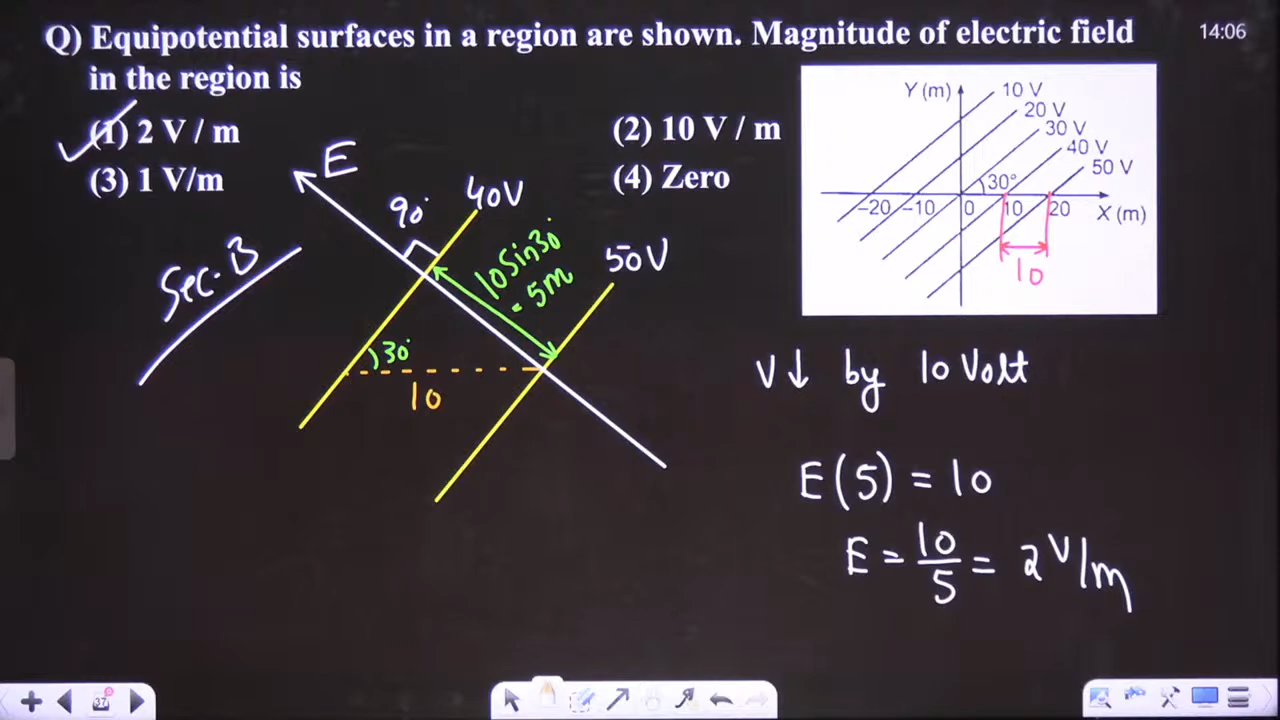 Q) Equipotential surfaces in a region are shown. Magnitude of electric field
in the region is
14:06
(1) 2 V / m
(2) 10 V / m
(3) 1 V/m
(4) Zero
Y (m)
10 V
20 V
30 V
40 V
50 V
30°
-20
-10
0
10
20
X (m)
10
E
90°
40V
10Sin30°
= 5m
50V
Sec-B
30°
10
V↓ by 10 Volt
E(5) = 10
E = 10/5 = 2 V/m
37